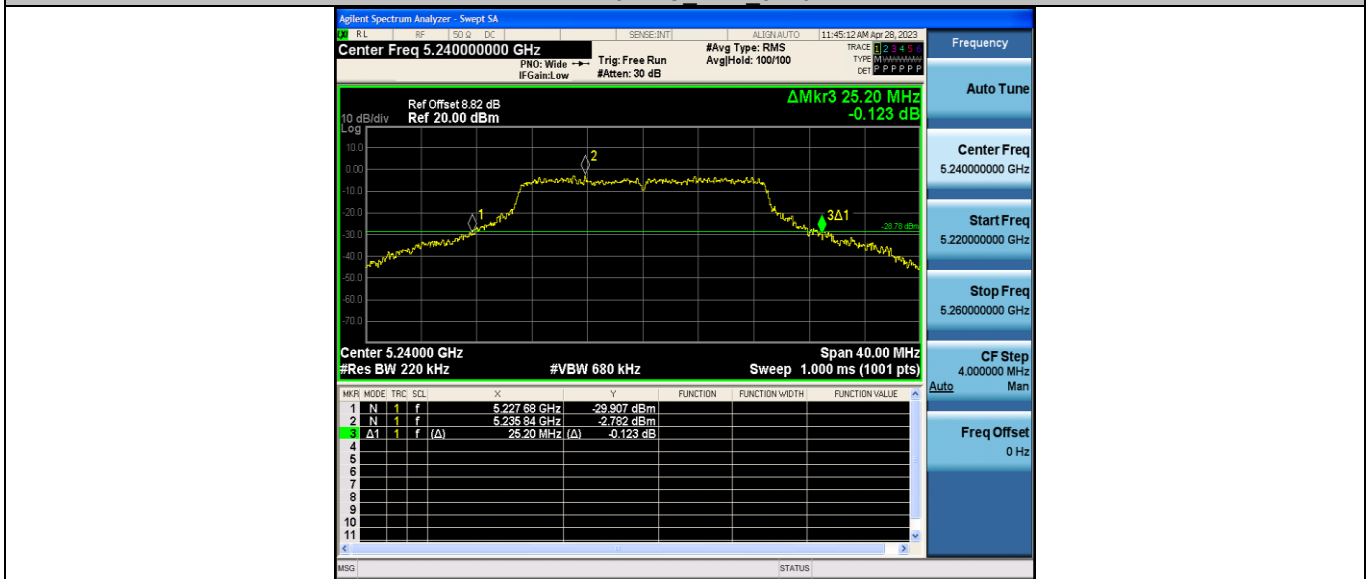 Agilent Spectrum Analyzer - Swept SA
RL RF 50 Ω DC SENSE:INT ALIGN AUTO 11:45:12 AM Apr 28, 2023
Center Freq 5.240000000 GHz
PNO: Wide
IFGain:Low
Trig: Free Run
#Atten: 30 dB
#Avg Type: RMS
Avg|Hold: 100/100
TRACE 1 2 3 4 5 6
TYPE M WWWWW
DET P P P P P P
ΔMkr3 25.20 MHz
-0.123 dB
Ref Offset 8.82 dB
10 dB/div Ref 20.00 dBm
Log
10.0
0.00
-10.0
-20.0
-30.0
-40.0
-50.0
-60.0
-70.0
1
2
3Δ1
-28.78 dBm
Center 5.24000 GHz Span 40.00 MHz
#Res BW 220 kHz #VBW 680 kHz Sweep 1.000 ms (1001 pts)
MKR MODE TRC SCL X Y FUNCTION FUNCTION WIDTH FUNCTION VALUE
1 N 1 f 5.227 68 GHz -29.907 dBm
2 N 1 f 5.235 84 GHz -2.782 dBm
3 Δ1 1 f (Δ) 25.20 MHz (Δ) -0.123 dB
4
5
6
7
8
9
10
11
MSG STATUS
Frequency
Auto Tune
Center Freq
5.240000000 GHz
Start Freq
5.220000000 GHz
Stop Freq
5.260000000 GHz
CF Step
4.000000 MHz
Auto Man
Freq Offset
0 Hz